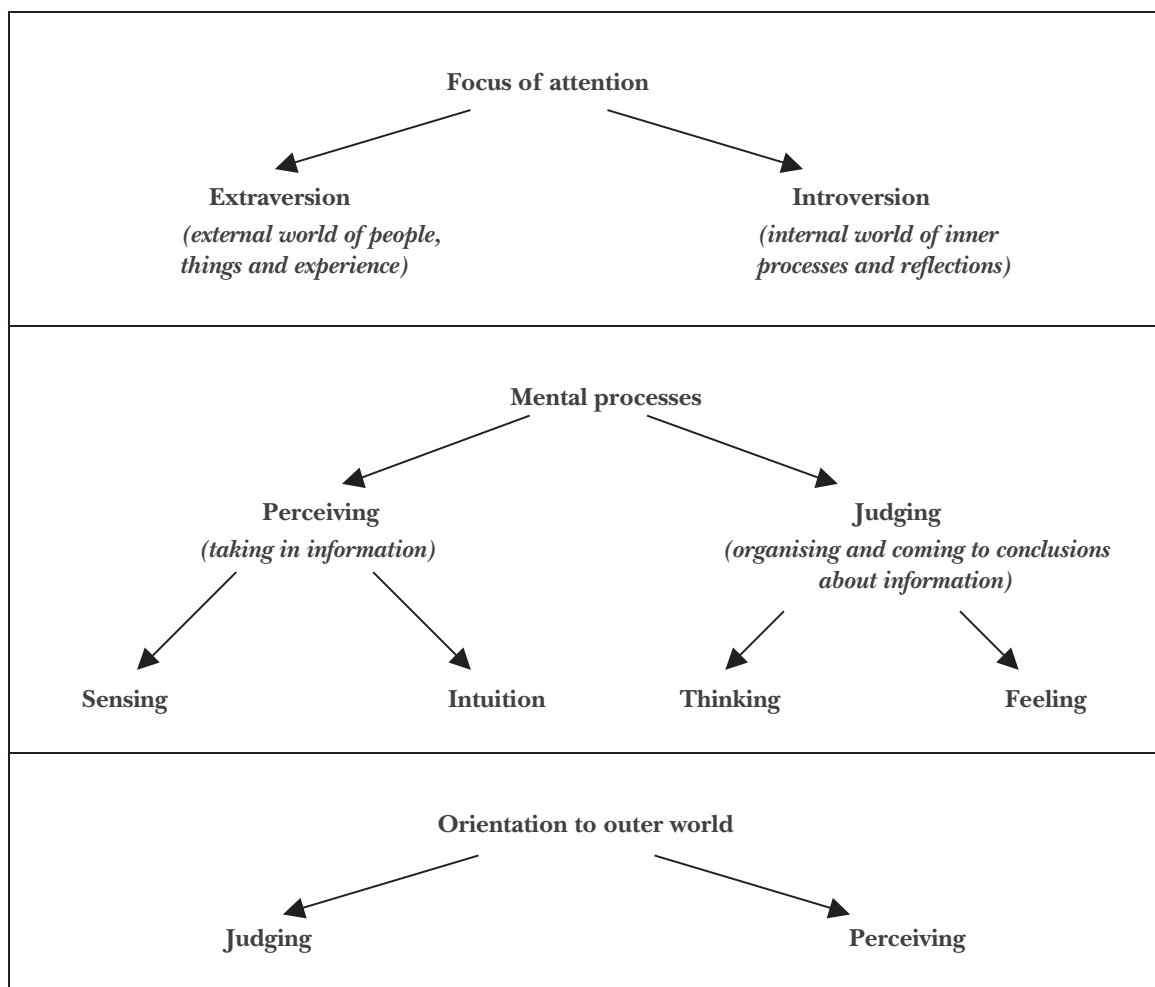 Focus of attention
Extraversion
(external world of people,
things and experience)
Introversion
(internal world of inner
processes and reflections)
Mental processes
Perceiving
(taking in information)
Judging
(organising and coming to conclusions
about information)
Sensing
Intuition
Thinking
Feeling
Orientation to outer world
Judging
Perceiving